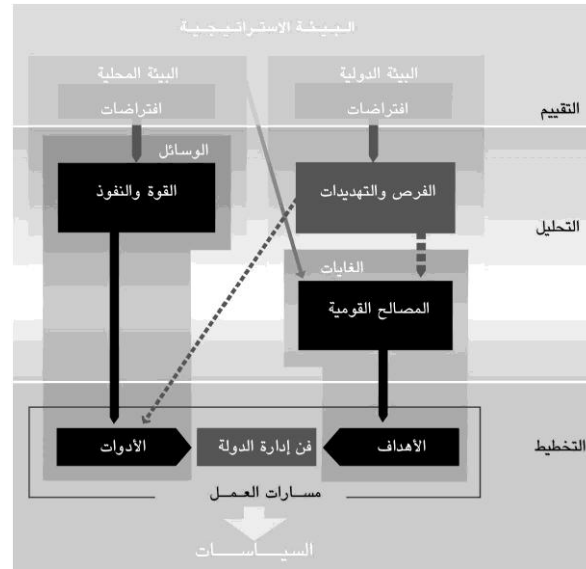 البيئة الاستراتيجية
البيئة الدولية
البيئة المحلية
افتراضات
افتراضات
التقييم
الوسائل
القوة والنفوذ
الفرص والتهديدات
التحليل
الغايات
المصالح القومية
الأهداف
فن إدارة الدولة
الأدوات
التخطيط
مسارات العمل
السياسات